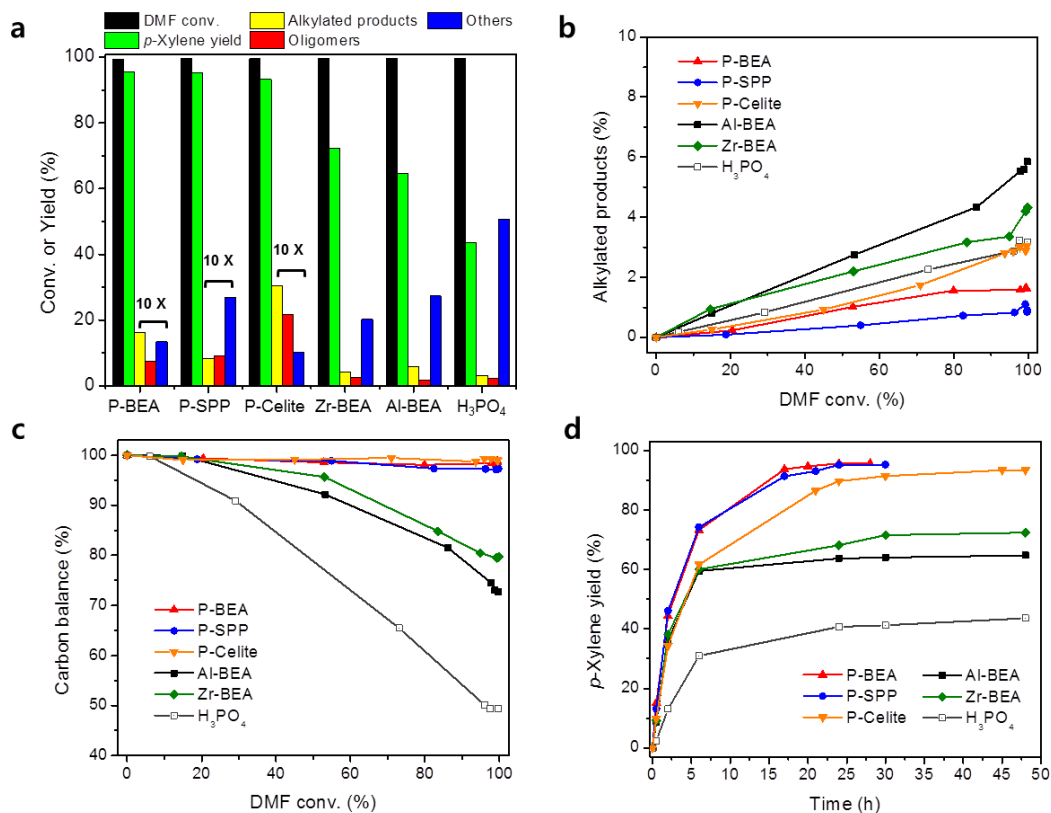 a
DMF conv.
Alkylated products
Others
p-Xylene yield
Oligomers
Conv. or Yield (%)
100
80
60
40
20
0
10 X
10 X
10 X
P-BEA
P-SPP
P-Celite
Zr-BEA
Al-BEA
H₃PO₄
b
Alkylated products (%)
10
8
6
4
2
0
P-BEA
P-SPP
P-Celite
Al-BEA
Zr-BEA
H₃PO₄
0
20
40
60
80
100
DMF conv. (%)
c
Carbon balance (%)
100
90
80
70
60
50
40
P-BEA
P-SPP
P-Celite
Al-BEA
Zr-BEA
H₃PO₄
0
20
40
60
80
100
DMF conv. (%)
d
p-Xylene yield (%)
100
90
80
70
60
50
40
30
20
10
0
P-BEA
Al-BEA
P-SPP
Zr-BEA
P-Celite
H₃PO₄
0
5
10
15
20
25
30
35
40
45
50
Time (h)